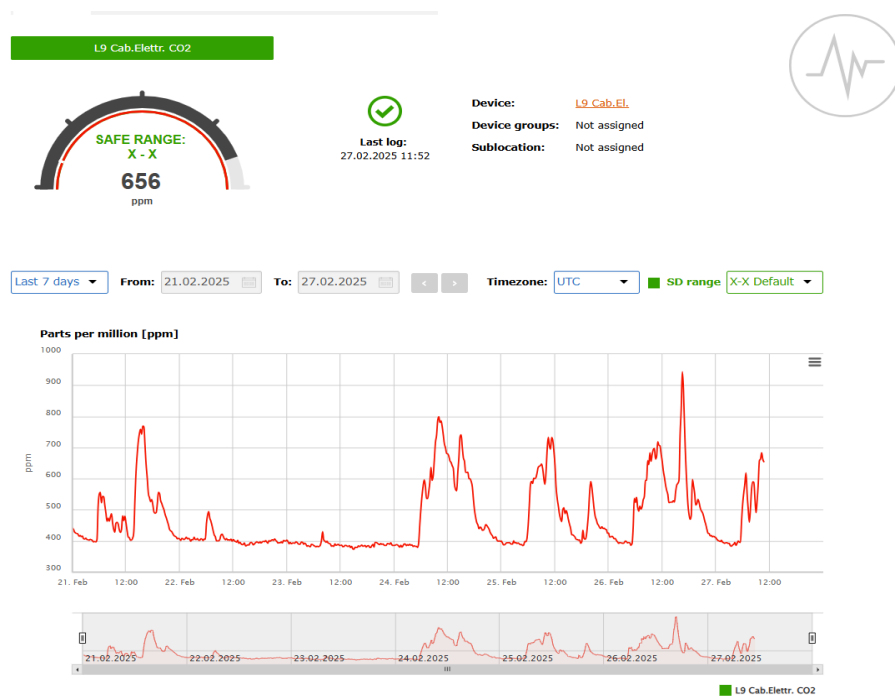 L9 Cab.Elettr. CO2
SAFE RANGE:
X - X
656
ppm
Last log:
27.02.2025 11:52
Device: L9 Cab.El.
Device groups: Not assigned
Sublocation: Not assigned
Last 7 days From: 21.02.2025 To: 27.02.2025 ‹ › Timezone: UTC SD range X-X Default
Parts per million [ppm]
1000
900
800
700
600
500
400
300
ppm
21. Feb 12:00 22. Feb 12:00 23. Feb 12:00 24. Feb 12:00 25. Feb 12:00 26. Feb 12:00 27. Feb 12:00
21.02.2025 22.02.2025 23.02.2025 24.02.2025 25.02.2025 26.02.2025 27.02.2025
L9 Cab.Elettr. CO2